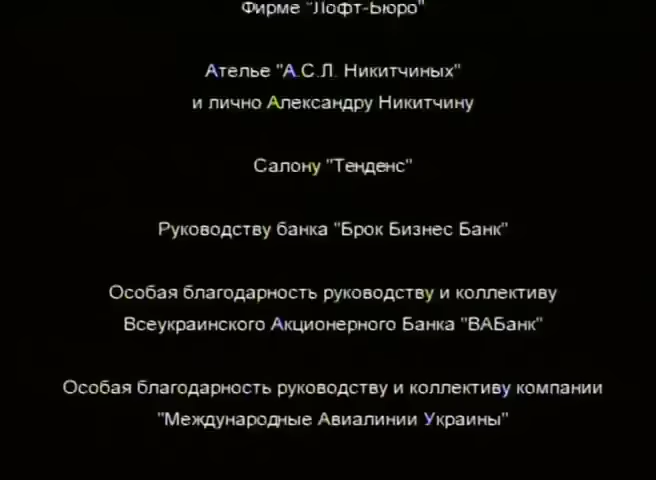 Фирме "Лофт-Бюро"
Ателье "А.С.Л. Никитчиных"
и лично Александру Никитчину
Салону "Тенденс"
Руководству банка "Брок Бизнес Банк"
Особая благодарность руководству и коллективу
Всеукраинского Акционерного Банка "ВАБанк"
Особая благодарность руководству и коллективу компании
"Международные Авиалинии Украины"